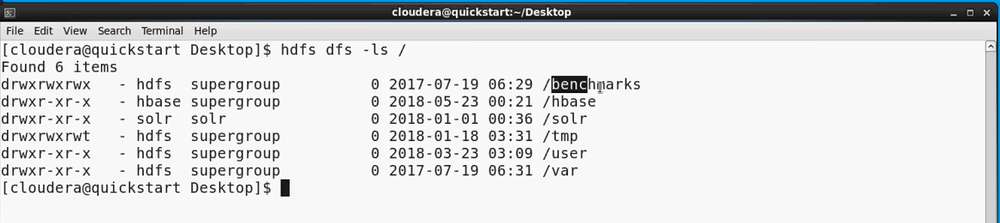 cloudera@quickstart:~/Desktop
File Edit View Search Terminal Help
[cloudera@quickstart Desktop]$ hdfs dfs -ls /
Found 6 items
drwxrwxrwx   - hdfs  supergroup          0 2017-07-19 06:29 /benchmarks
drwxr-xr-x   - hbase supergroup          0 2018-05-23 00:21 /hbase
drwxr-xr-x   - solr  solr                0 2018-01-01 00:36 /solr
drwxrwxrwt   - hdfs  supergroup          0 2018-01-18 03:31 /tmp
drwxr-xr-x   - hdfs  supergroup          0 2018-03-23 03:09 /user
drwxr-xr-x   - hdfs  supergroup          0 2017-07-19 06:31 /var
[cloudera@quickstart Desktop]$